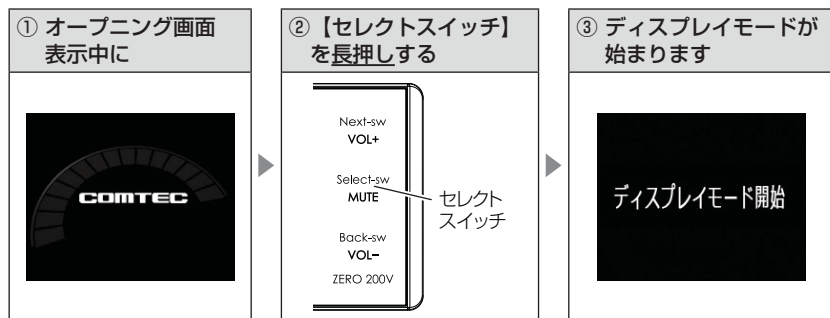 ① オープニング画面
表示中に
②【セレクトスイッチ】
を長押しする
③ ディスプレイモードが
始まります
COMTEC
Next-sw
VOL+
Select-sw
MUTE
Back-sw
VOL−
ZERO 200V
セレクト
スイッチ
ディスプレイモード開始